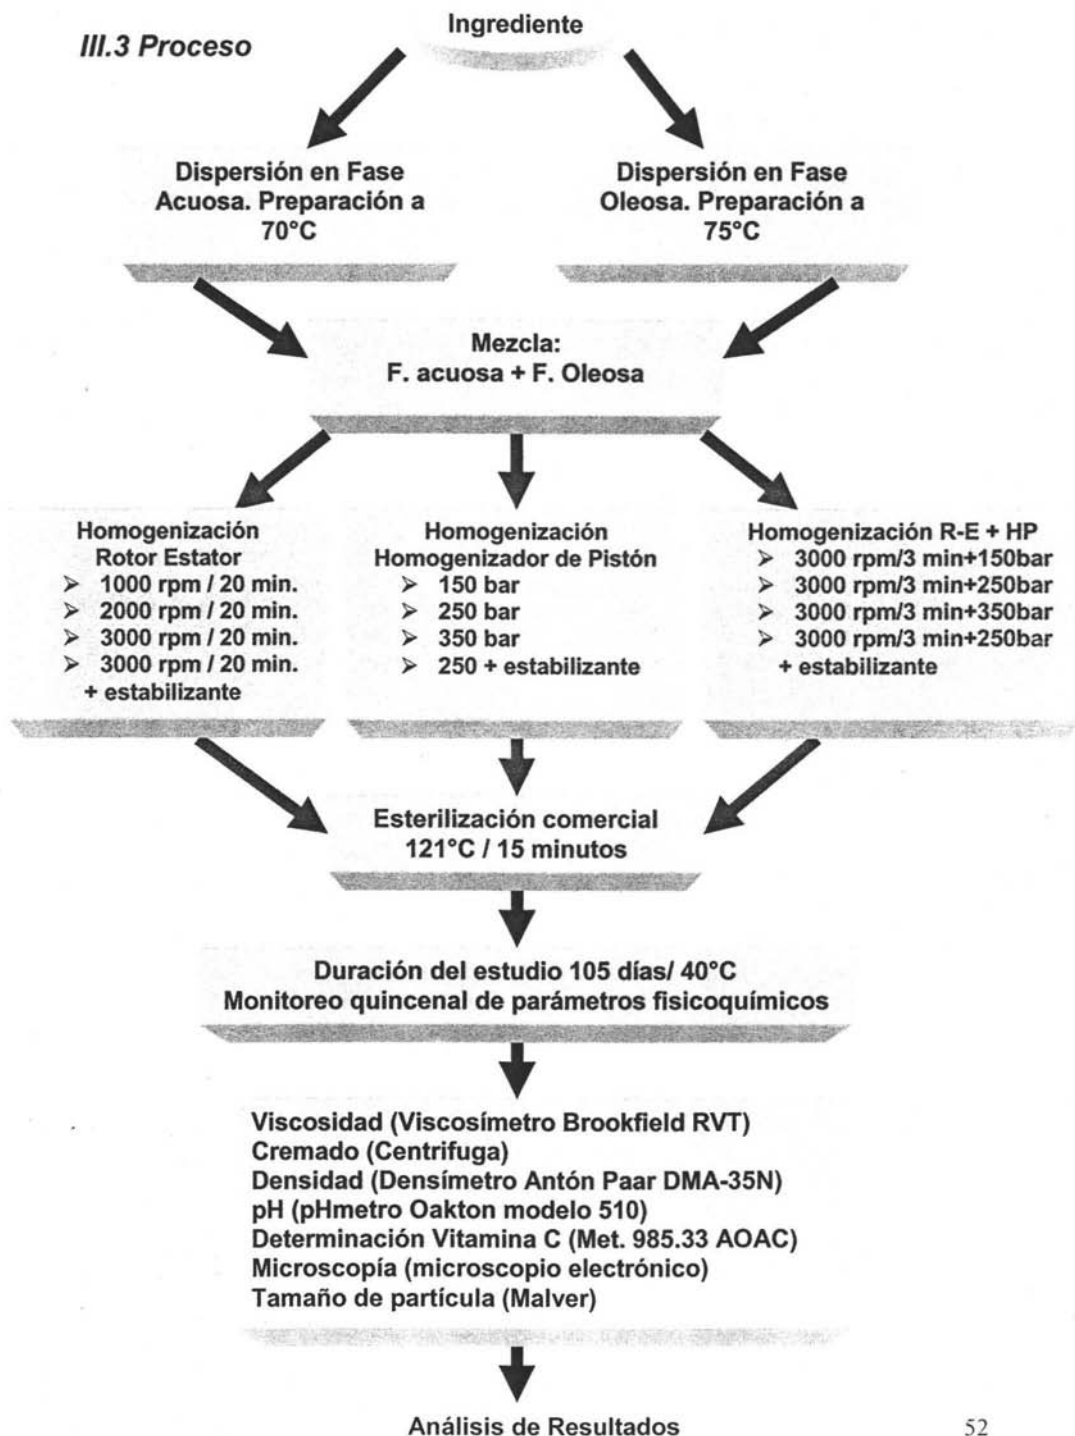 III.3 Proceso
Ingrediente
Dispersión en Fase
Acuosa. Preparación a
70°C
Dispersión en Fase
Oleosa. Preparación a
75°C
Mezcla:
F. acuosa + F. Oleosa
Homogenización
Rotor Estator
➢ 1000 rpm / 20 min.
➢ 2000 rpm / 20 min.
➢ 3000 rpm / 20 min.
➢ 3000 rpm / 20 min.
+ estabilizante
Homogenización
Homogenizador de Pistón
➢ 150 bar
➢ 250 bar
➢ 350 bar
➢ 250 + estabilizante
Homogenización R-E + HP
➢ 3000 rpm/3 min+150bar
➢ 3000 rpm/3 min+250bar
➢ 3000 rpm/3 min+350bar
➢ 3000 rpm/3 min+250bar
+ estabilizante
Esterilización comercial
121°C / 15 minutos
Duración del estudio 105 días/ 40°C
Monitoreo quincenal de parámetros fisicoquímicos
Viscosidad (Viscosímetro Brookfield RVT)
Cremado (Centrifuga)
Densidad (Densímetro Antón Paar DMA-35N)
pH (pHmetro Oakton modelo 510)
Determinación Vitamina C (Met. 985.33 AOAC)
Microscopía (microscopio electrónico)
Tamaño de partícula (Malver)
Análisis de Resultados
52